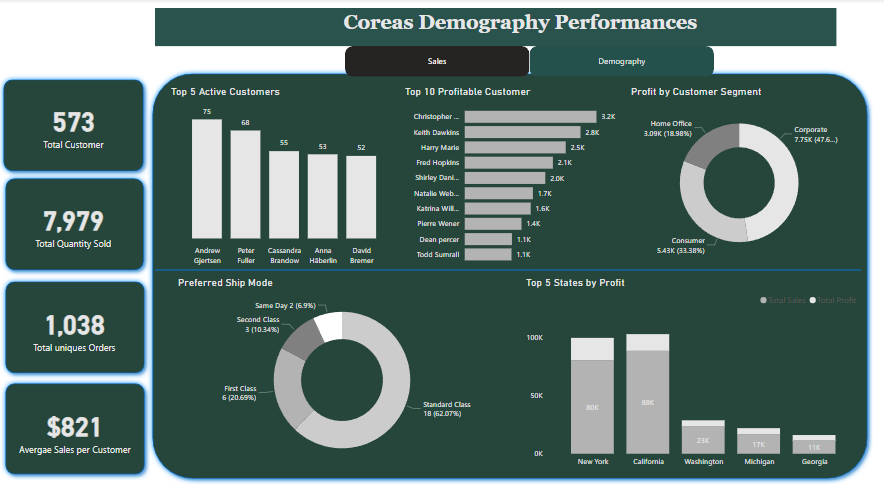 Coreas Demography Performances
Sales
Demography
573
Total Customer
7,979
Total Quantity Sold
1,038
Total uniques Orders
$821
Avergae Sales per Customer
Top 5 Active Customers
75
68
55
53
52
Andrew
Gjertsen
Peter
Fuller
Cassandra
Brandow
Anna
Häberlin
David
Bremer
Top 10 Profitable Customer
Christopher ... 3.2K
Keith Dawkins 2.8K
Harry Marie 2.5K
Fred Hopkins 2.1K
Shirley Dani... 2.0K
Natalie Web... 1.7K
Katrina Will... 1.6K
Pierre Wener 1.4K
Dean percer 1.1K
Todd Sumrall 1.1K
Profit by Customer Segment
Home Office
3.09K (18.98%)
Corporate
7.75K (47.6...)
Consumer
5.43K (33.38%)
Preferred Ship Mode
Same Day 2 (6.9%)
Second Class
3 (10.34%)
First Class
6 (20.69%)
Standard Class
18 (62.07%)
Top 5 States by Profit
Total Sales Total Profit
100K
50K
0K
80K
88K
23K
17K
11K
New York
California
Washington
Michigan
Georgia